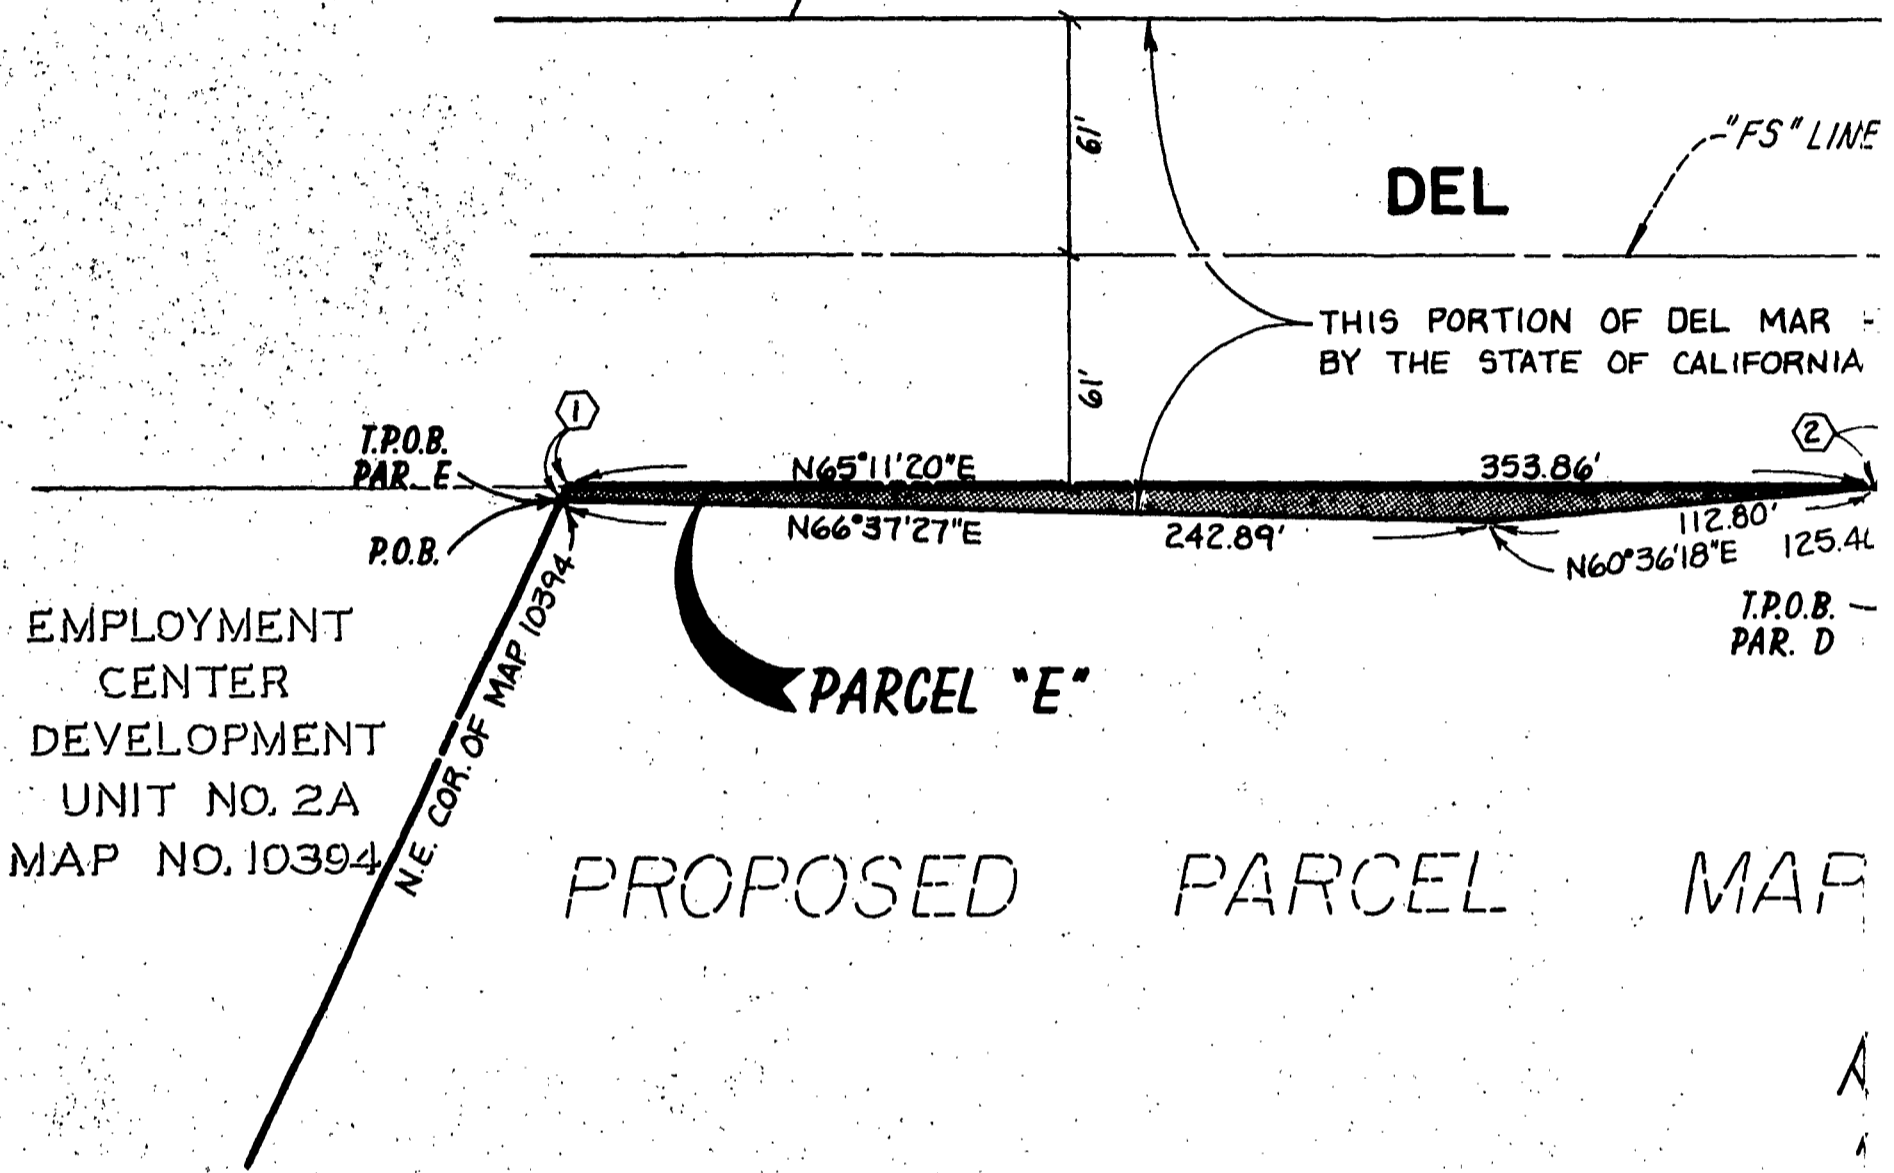 61'
"FS" LINE
DEL
THIS PORTION OF DEL MAR
BY THE STATE OF CALIFORNIA
61'
1
2
T.P.O.B.
PAR. E
N65°11'20"E
353.86'
P.O.B.
N66°37'27"E
242.89'
112.80'
N60°36'18"E
T.P.O.B.
PAR. D
N.E. COR. OF MAP 10394
EMPLOYMENT
CENTER
DEVELOPMENT
UNIT NO. 2A
MAP NO. 10394
PARCEL "E"
PROPOSED PARCEL MAP